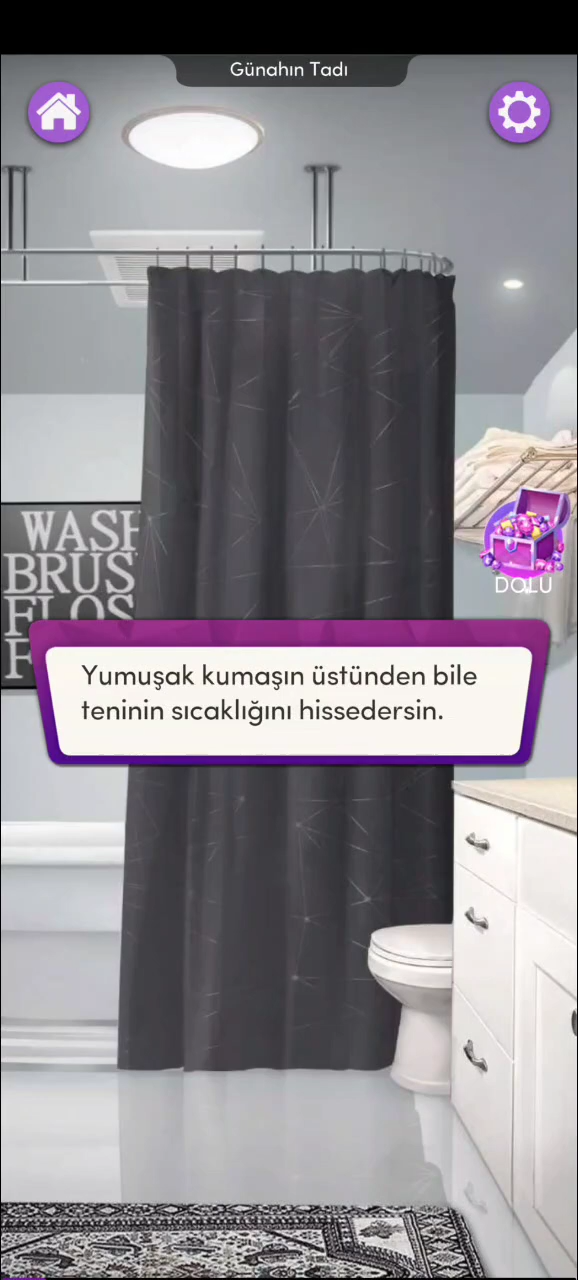 Günahın Tadı
WASH
BRUS
FLOS
F
DOLU
Yumuşak kumaşın üstünden bile
teninin sıcaklığını hissedersin.